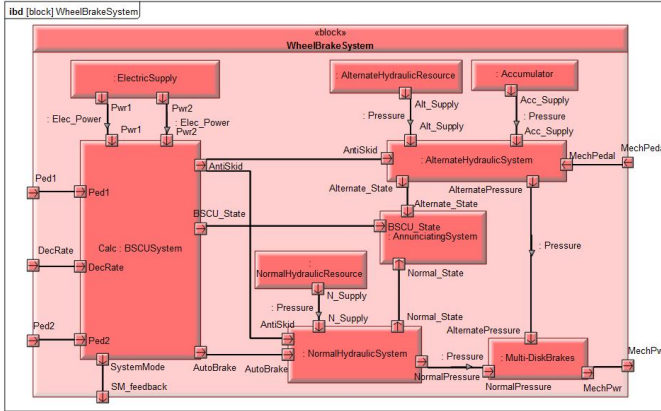 ibd [block] WheelBrakeSystem
«block»
WheelBrakeSystem
: ElectricSupply
: AlternateHydraulicResource
: Accumulator
Pwr1
Pwr2
Alt_Supply
Acc_Supply
: Elec_Power
: Elec_Power
: Pressure
: Pressure
Pwr1
Pwr2
Alt_Supply
Acc_Supply
AntiSkid
AntiSkid
: AlternateHydraulicSystem
MechPedal
MechPeda
Ped1
Ped1
Alternate_State
AlternatePressure
Alternate_State
BSCU_State
BSCU_State
: AnnunciatingSystem
Calc : BSCUSystem
: Pressure
DecRate
DecRate
:
NormalHydraulicResource
Normal_State
: Pressure
N_Supply
N_Supply
Normal_State
AntiSkid
AlternatePressure
Ped2
Ped2
: NormalHydraulicSystem
: Pressure
: Multi-DiskBrakes
MechPw
SystemMode
AutoBrake
AutoBrake
NormalPressure
NormalPressure
MechPwr
SM_feedback